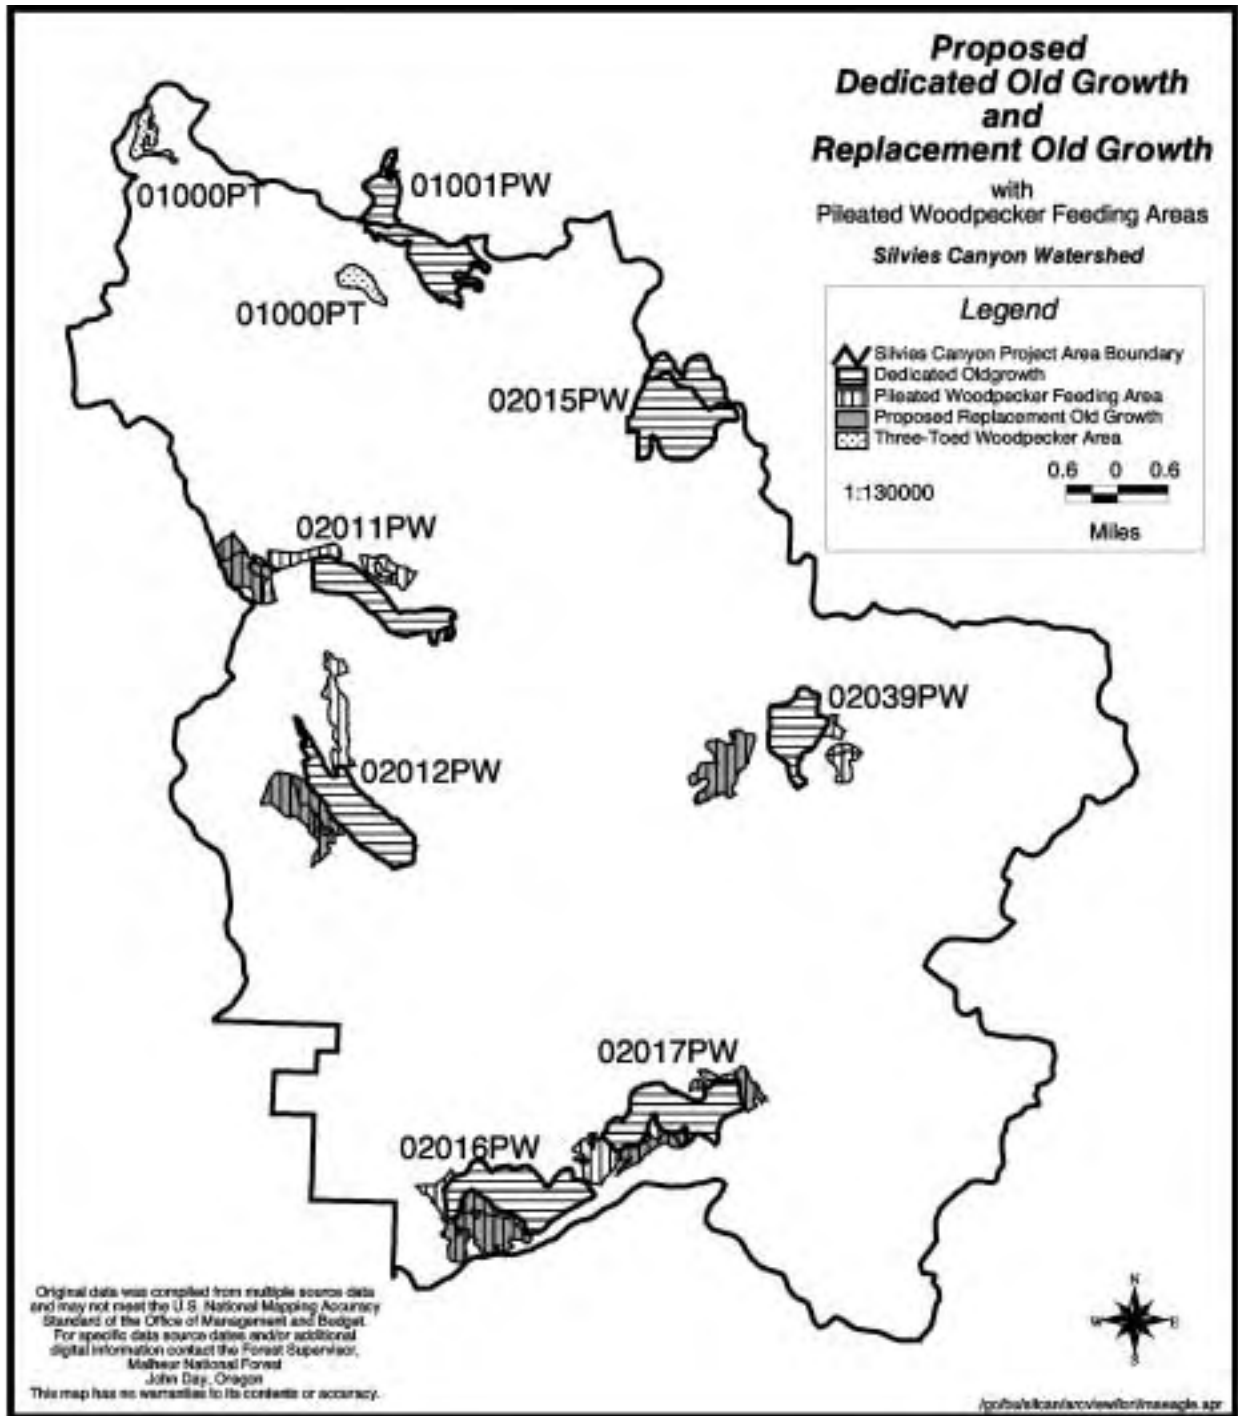 Proposed
Dedicated Old Growth
and
Replacement Old Growth
with
Pileated Woodpecker Feeding Areas
Silvies Canyon Watershed
Legend
Silvies Canyon Project Area Boundary
Dedicated Oldgrowth
Pileated Woodpecker Feeding Area
Proposed Replacement Old Growth
Three-Toed Woodpecker Area
0.6 0 0.6
1:130000
Miles
01000PT
01001PW
01000PT
02015PW
02011PW
02039PW
02012PW
02017PW
02016PW
Original data was compiled from multiple source data
and may not meet the U.S. National Mapping Accuracy
Standard of the Office of Management and Budget.
For specific data source dates and/or additional
digital information contact the Forest Supervisor,
Malheur National Forest
John Day, Oregon
This map has no warranties to its contents or accuracy.
N
W E
S